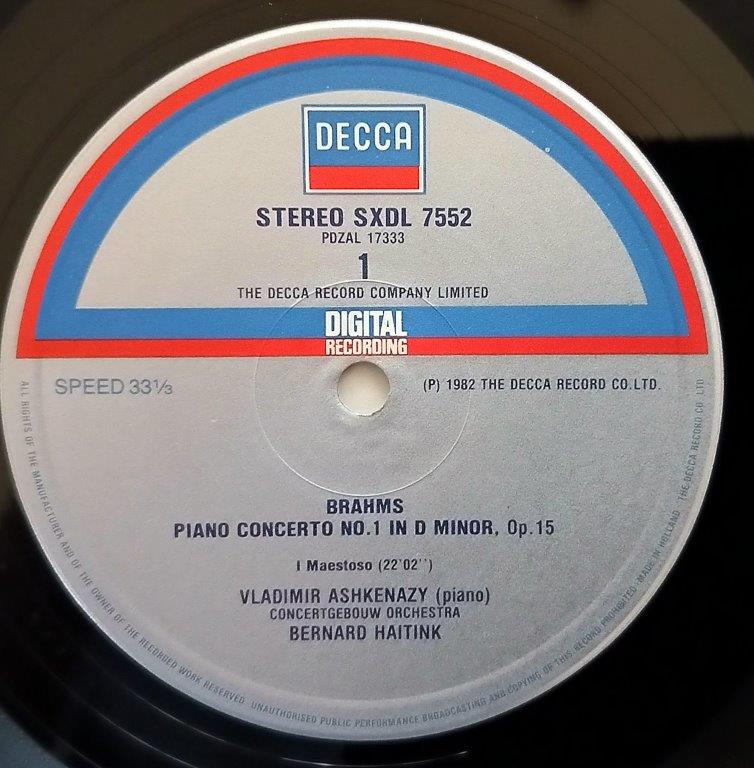 DECCA
STEREO SXDL 7552
PDZAL 17333
1
THE DECCA RECORD COMPANY LIMITED
DIGITAL
RECORDING
SPEED 33⅓
(P) 1982 THE DECCA RECORD CO.LTD.
BRAHMS
PIANO CONCERTO NO.1 IN D MINOR, Op.15
I Maestoso (22'02'')
VLADIMIR ASHKENAZY (piano)
CONCERTGEBOUW ORCHESTRA
BERNARD HAITINK
ALL RIGHTS OF THE MANUFACTURER AND OF THE OWNER OF THE RECORDED WORK RESERVED UNAUTHORISED PUBLIC PERFORMANCE BROADCASTING AND COPYING OF THIS RECORD PROHIBITED MADE IN HOLLAND THE DECCA RECORD CO LTD